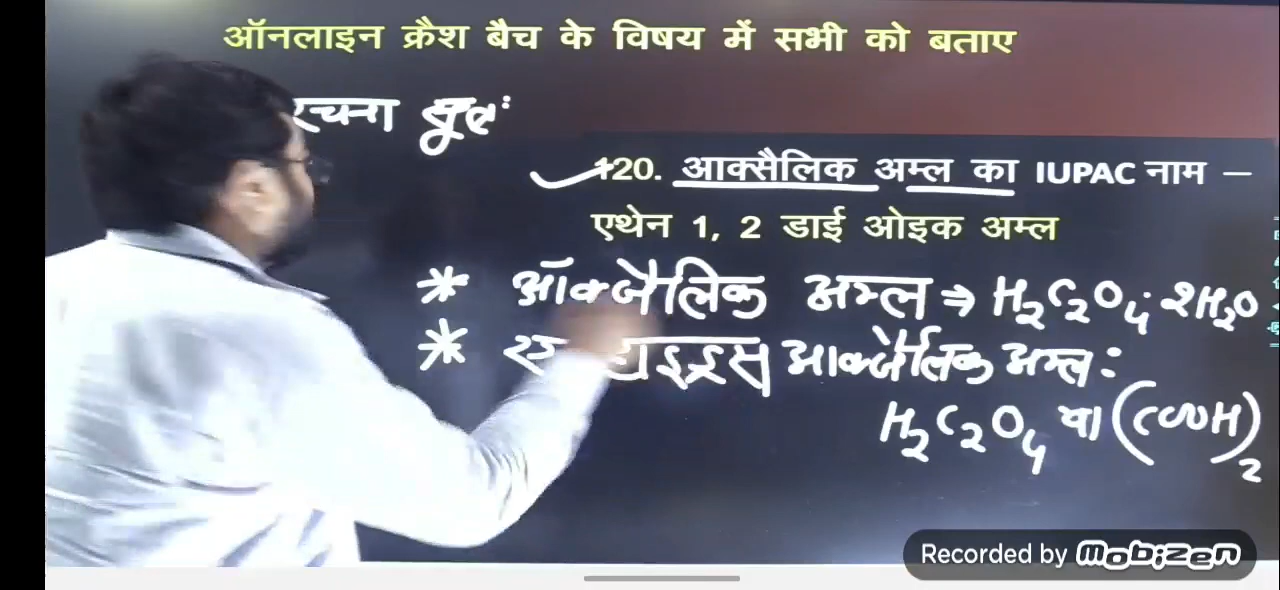 ऑनलाइन क्रैश बैच के विषय में सभी को बताए
रचना सूत्र:
120. आक्सैलिक अम्ल का IUPAC नाम —
एथेन 1, 2 डाई ओइक अम्ल
* ऑक्जैलिक अम्ल ⇒ H₂C₂O₄·2H₂O
* आक्जैलिक अम्ल:
H₂C₂O₄ या (COOH)₂
Recorded by Mobizen